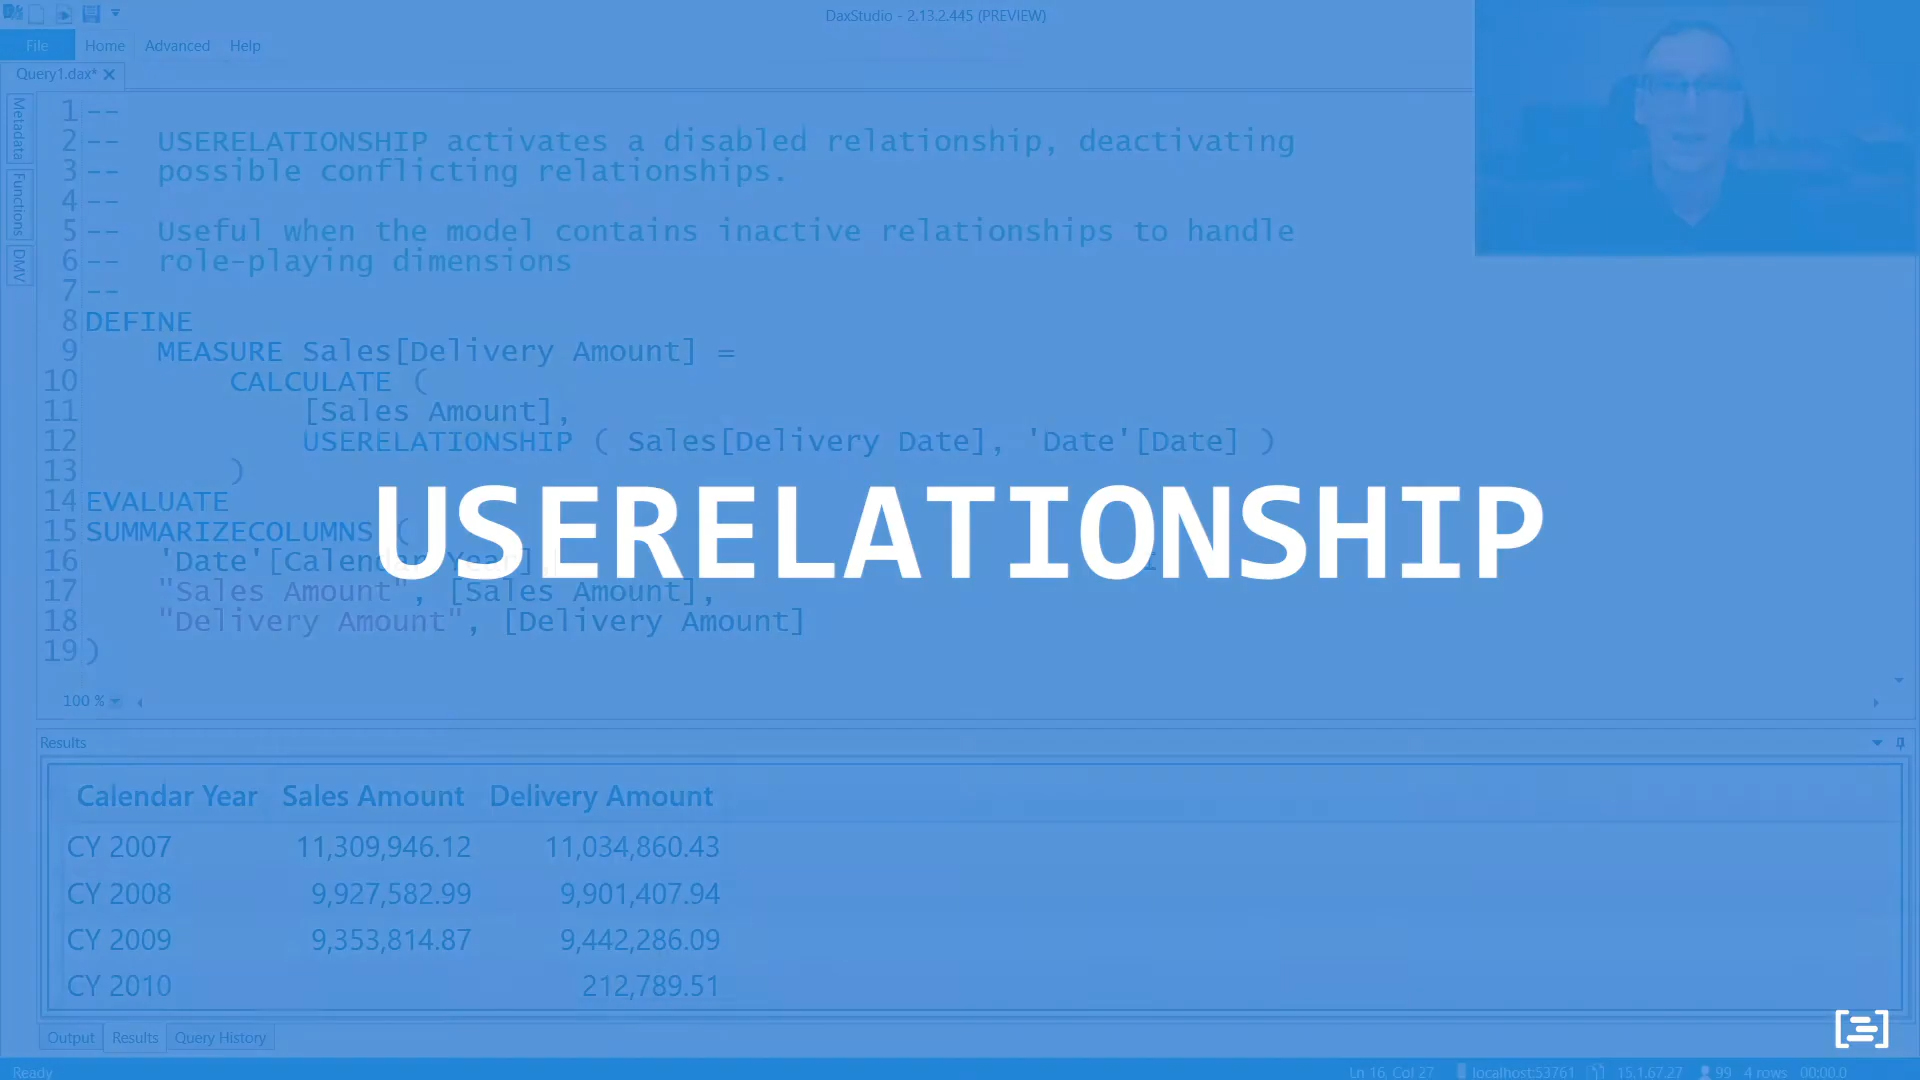 DaxStudio - 2.13.2.445 (PREVIEW)
File Home Advanced Help
Query1.dax*
Metadata
Functions
DMV
1 --
2 -- USERELATIONSHIP activates a disabled relationship, deactivating
3 -- possible conflicting relationships.
4 --
5 -- Useful when the model contains inactive relationships to handle
6 -- role-playing dimensions
7 --
8 DEFINE
9 MEASURE Sales[Delivery Amount] =
10 CALCULATE (
11 [Sales Amount],
12 USERELATIONSHIP ( Sales[Delivery Date], 'Date'[Date] )
13 )
14 EVALUATE
15 SUMMARIZECOLUMNS (
16 'Date'[Calendar Year],
17 "Sales Amount", [Sales Amount],
18 "Delivery Amount", [Delivery Amount]
19 )
USERELATIONSHIP
100 %
Results
Calendar Year Sales Amount Delivery Amount
CY 2007 11,309,946.12 11,034,860.43
CY 2008 9,927,582.99 9,901,407.94
CY 2009 9,353,814.87 9,442,286.09
CY 2010 212,789.51
Output Results Query History
Ready Ln 16, Col 27 localhost:53761 15.1.67.27 99 4 rows 00:00.0